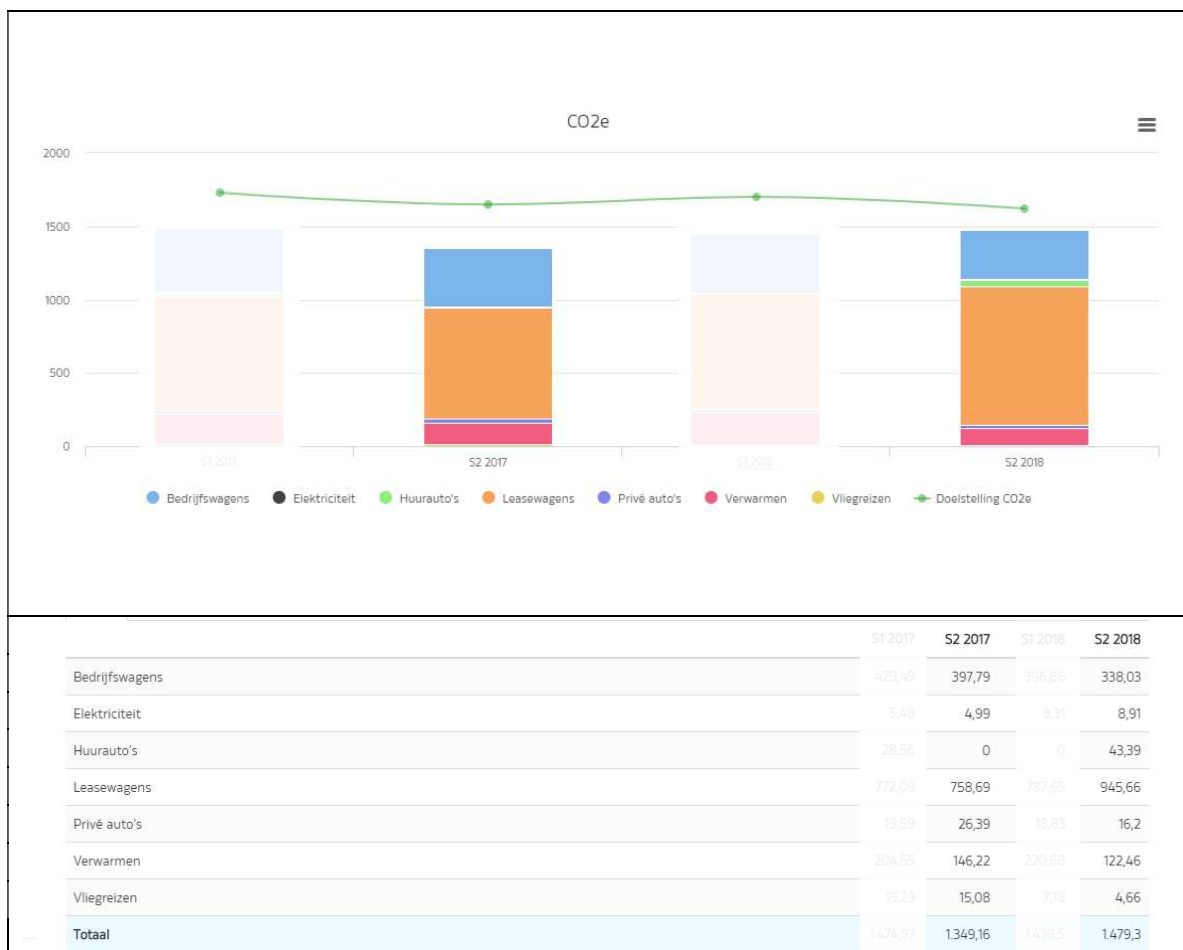 CO2e
2000
1500
1000
500
0
S1 2017 S2 2017 S1 2018 S2 2018
Bedrijfswagens Elektriciteit Huurauto's Leasewagens Privé auto's Verwarmen Vliegreizen Doelstelling CO2e
S1 2017 S2 2017 S1 2018 S2 2018
Bedrijfswagens 429,49 397,79 396,86 338,03
Elektriciteit 5,48 4,99 8,31 8,91
Huurauto's 28,56 0 0 43,39
Leasewagens 772,06 758,69 787,65 945,66
Privé auto's 19,59 26,39 18,83 16,2
Verwarmen 204,55 146,22 220,68 122,46
Vliegreizen 15,23 15,08 7,18 4,66
Totaal 1.474,97 1.349,16 1.439,5 1.479,3